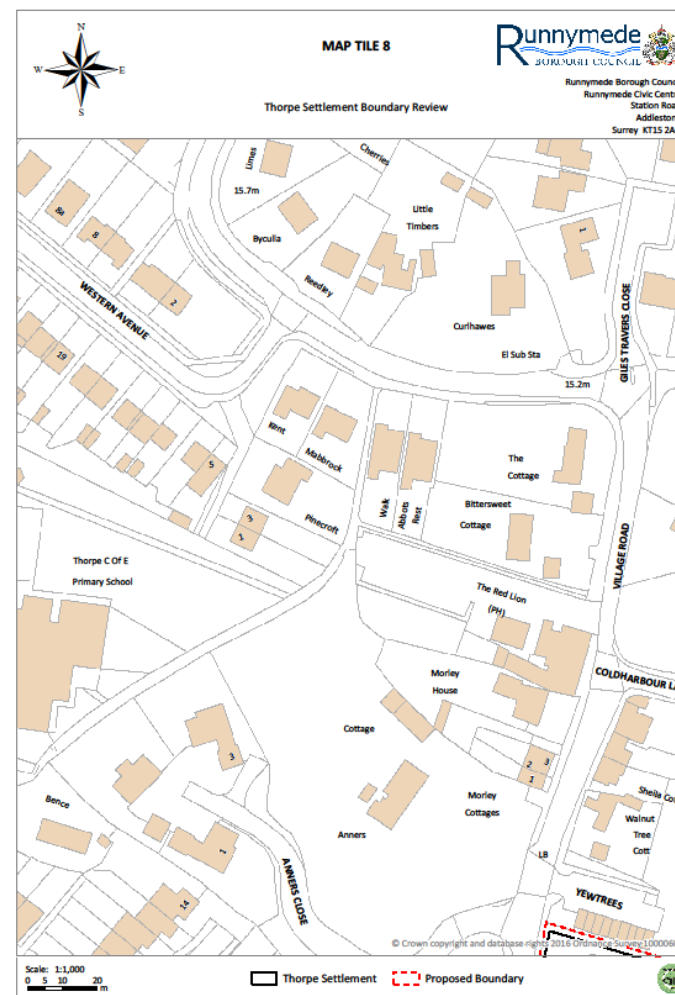 N
W
E
S
MAP TILE 8
Thorpe Settlement Boundary Review
Runnymede
BOROUGH COUNCIL
Runnymede Borough Counc
Runnymede Civic Centr
Station Roa
Addleston
Surrey KT15 2A
Limes
Cherries
15.7m
8a
8
2
Byculla
Little
Timbers
1
Reedley
WESTERN AVENUE
Curlhawes
GILES TRAVERS CLOSE
El Sub Sta
15.2m
19
5
Kent
Mabbrock
The
Cottage
Walk
Abbots
Rest
Bittersweet
Cottage
Pinecroft
3
1
VILLAGE ROAD
Thorpe C Of E
Primary School
The Red Lion
(PH)
Morley
House
COLDHARBOUR LA
Cottage
3
2
3
1
Morley
Cottages
Sheila Cot
Walnut
Tree
Cott
Bence
Anners
1
ANNERS CLOSE
LB
14
YEWTREES
© Crown copyright and database rights 2016 Ordnance Survey 1000060
Scale: 1:1,000
0 5 10 20
m
Thorpe Settlement
Proposed Boundary